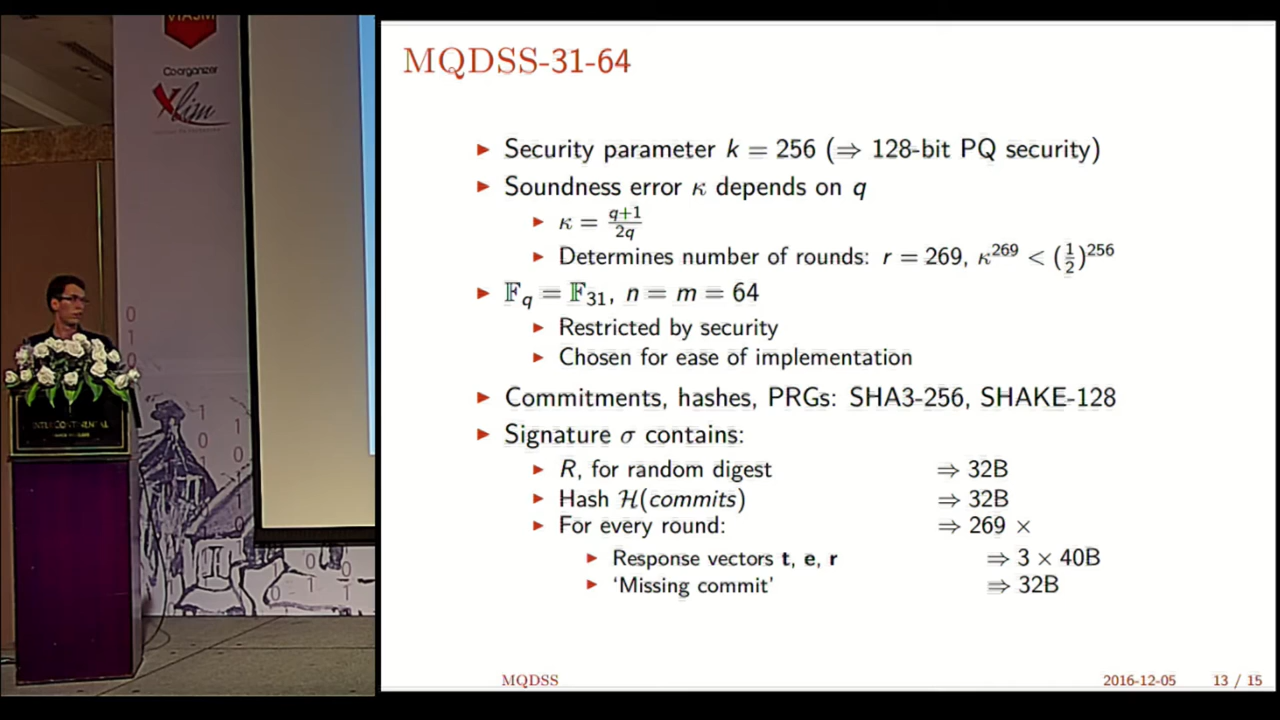 VIASM
Coorganizer
Xlim
INTERCONTINENTAL
MQDSS-31-64
Security parameter k = 256 (⇒ 128-bit PQ security)
Soundness error κ depends on q
κ = q+1/2q
Determines number of rounds: r = 269, κ^269 < (1/2)^256
𝔽q = 𝔽31, n = m = 64
Restricted by security
Chosen for ease of implementation
Commitments, hashes, PRGs: SHA3-256, SHAKE-128
Signature σ contains:
R, for random digest ⇒ 32B
Hash ℋ(commits) ⇒ 32B
For every round: ⇒ 269 ×
Response vectors t, e, r ⇒ 3 × 40B
'Missing commit' ⇒ 32B
MQDSS 2016-12-05 13 / 15